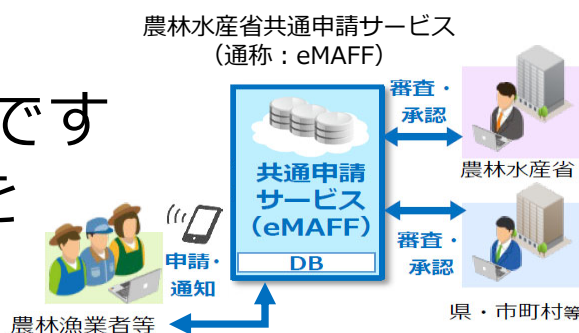 農林水産省共通申請サービス
（通称：eMAFF）
です
と
共通申請
サービス
（eMAFF）
DB
審査・
承認
農林水産省
審査・
承認
県・市町村等
申請・
通知
農林漁業者等